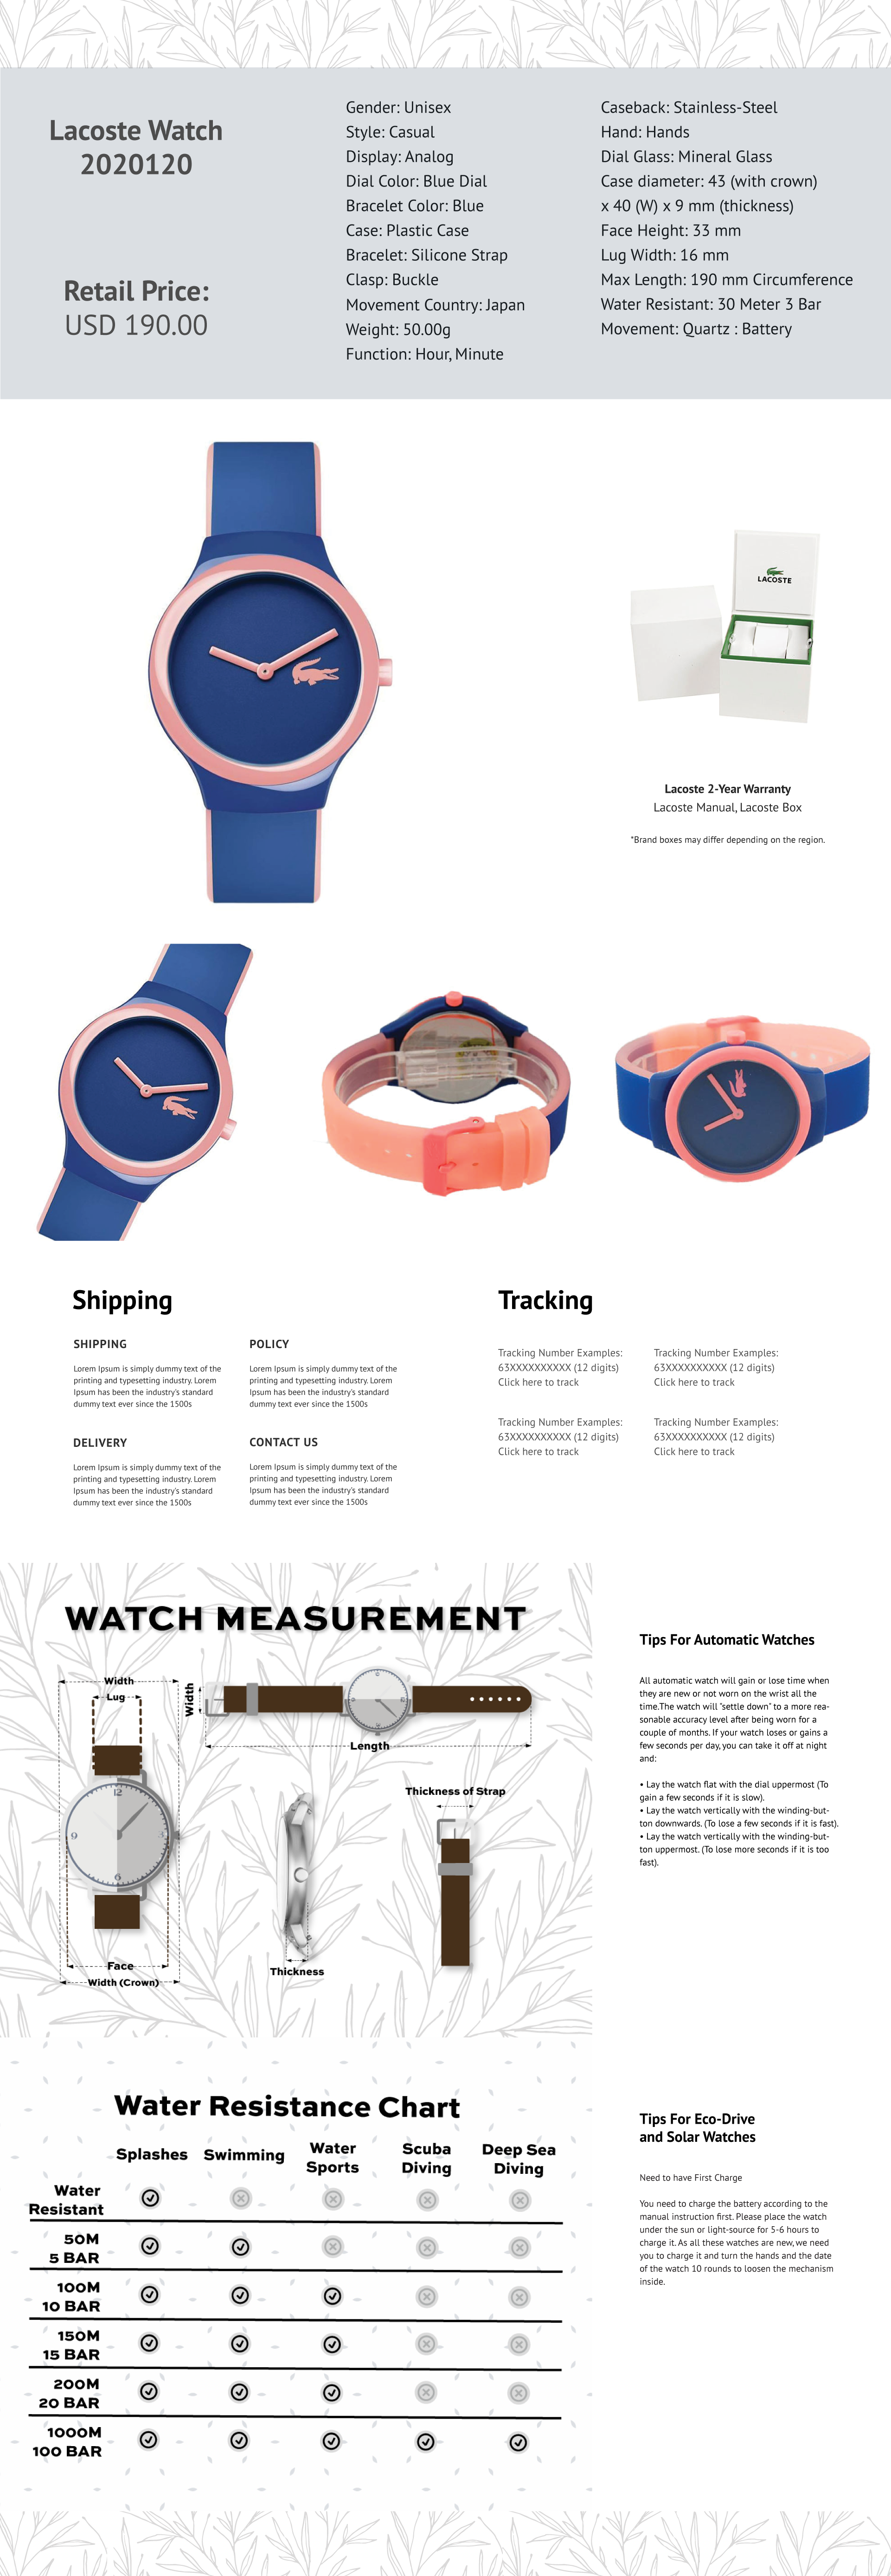 Lacoste Watch
2020120
Retail Price:
USD 190.00
Gender: Unisex
Style: Casual
Display: Analog
Dial Color: Blue Dial
Bracelet Color: Blue
Case: Plastic Case
Bracelet: Silicone Strap
Clasp: Buckle
Movement Country: Japan
Weight: 50.00g
Function: Hour, Minute
Caseback: Stainless-Steel
Hand: Hands
Dial Glass: Mineral Glass
Case diameter: 43 (with crown)
x 40 (W) x 9 mm (thickness)
Face Height: 33 mm
Lug Width: 16 mm
Max Length: 190 mm Circumference
Water Resistant: 30 Meter 3 Bar
Movement: Quartz : Battery
LACOSTE
Lacoste 2-Year Warranty
Lacoste Manual, Lacoste Box
*Brand boxes may differ depending on the region.
Shipping
SHIPPING
Lorem Ipsum is simply dummy text of the
printing and typesetting industry. Lorem
Ipsum has been the industry's standard
dummy text ever since the 1500s
POLICY
Lorem Ipsum is simply dummy text of the
printing and typesetting industry. Lorem
Ipsum has been the industry's standard
dummy text ever since the 1500s
DELIVERY
Lorem Ipsum is simply dummy text of the
printing and typesetting industry. Lorem
Ipsum has been the industry's standard
dummy text ever since the 1500s
CONTACT US
Lorem Ipsum is simply dummy text of the
printing and typesetting industry. Lorem
Ipsum has been the industry's standard
dummy text ever since the 1500s
Tracking
Tracking Number Examples:
63XXXXXXXXXX (12 digits)
Click here to track
Tracking Number Examples:
63XXXXXXXXXX (12 digits)
Click here to track
Tracking Number Examples:
63XXXXXXXXXX (12 digits)
Click here to track
Tracking Number Examples:
63XXXXXXXXXX (12 digits)
Click here to track
WATCH MEASUREMENT
Width
Lug
Width
Length
12
3
6
9
Face
Width (Crown)
Thickness
Thickness of Strap
Tips For Automatic Watches
All automatic watch will gain or lose time when
they are new or not worn on the wrist all the
time.The watch will "settle down" to a more rea-
sonable accuracy level after being worn for a
couple of months. If your watch loses or gains a
few seconds per day, you can take it off at night
and:
• Lay the watch flat with the dial uppermost (To
gain a few seconds if it is slow).
• Lay the watch vertically with the winding-but-
ton downwards. (To lose a few seconds if it is fast).
• Lay the watch vertically with the winding-but-
ton uppermost. (To lose more seconds if it is too
fast).
Water Resistance Chart
Splashes
Swimming
Water
Sports
Scuba
Diving
Deep Sea
Diving
Water
Resistant
50M
5 BAR
100M
10 BAR
150M
15 BAR
200M
20 BAR
1000M
100 BAR
Tips For Eco-Drive
and Solar Watches
Need to have First Charge
You need to charge the battery according to the
manual instruction first. Please place the watch
under the sun or light-source for 5-6 hours to
charge it. As all these watches are new, we need
you to charge it and turn the hands and the date
of the watch 10 rounds to loosen the mechanism
inside.